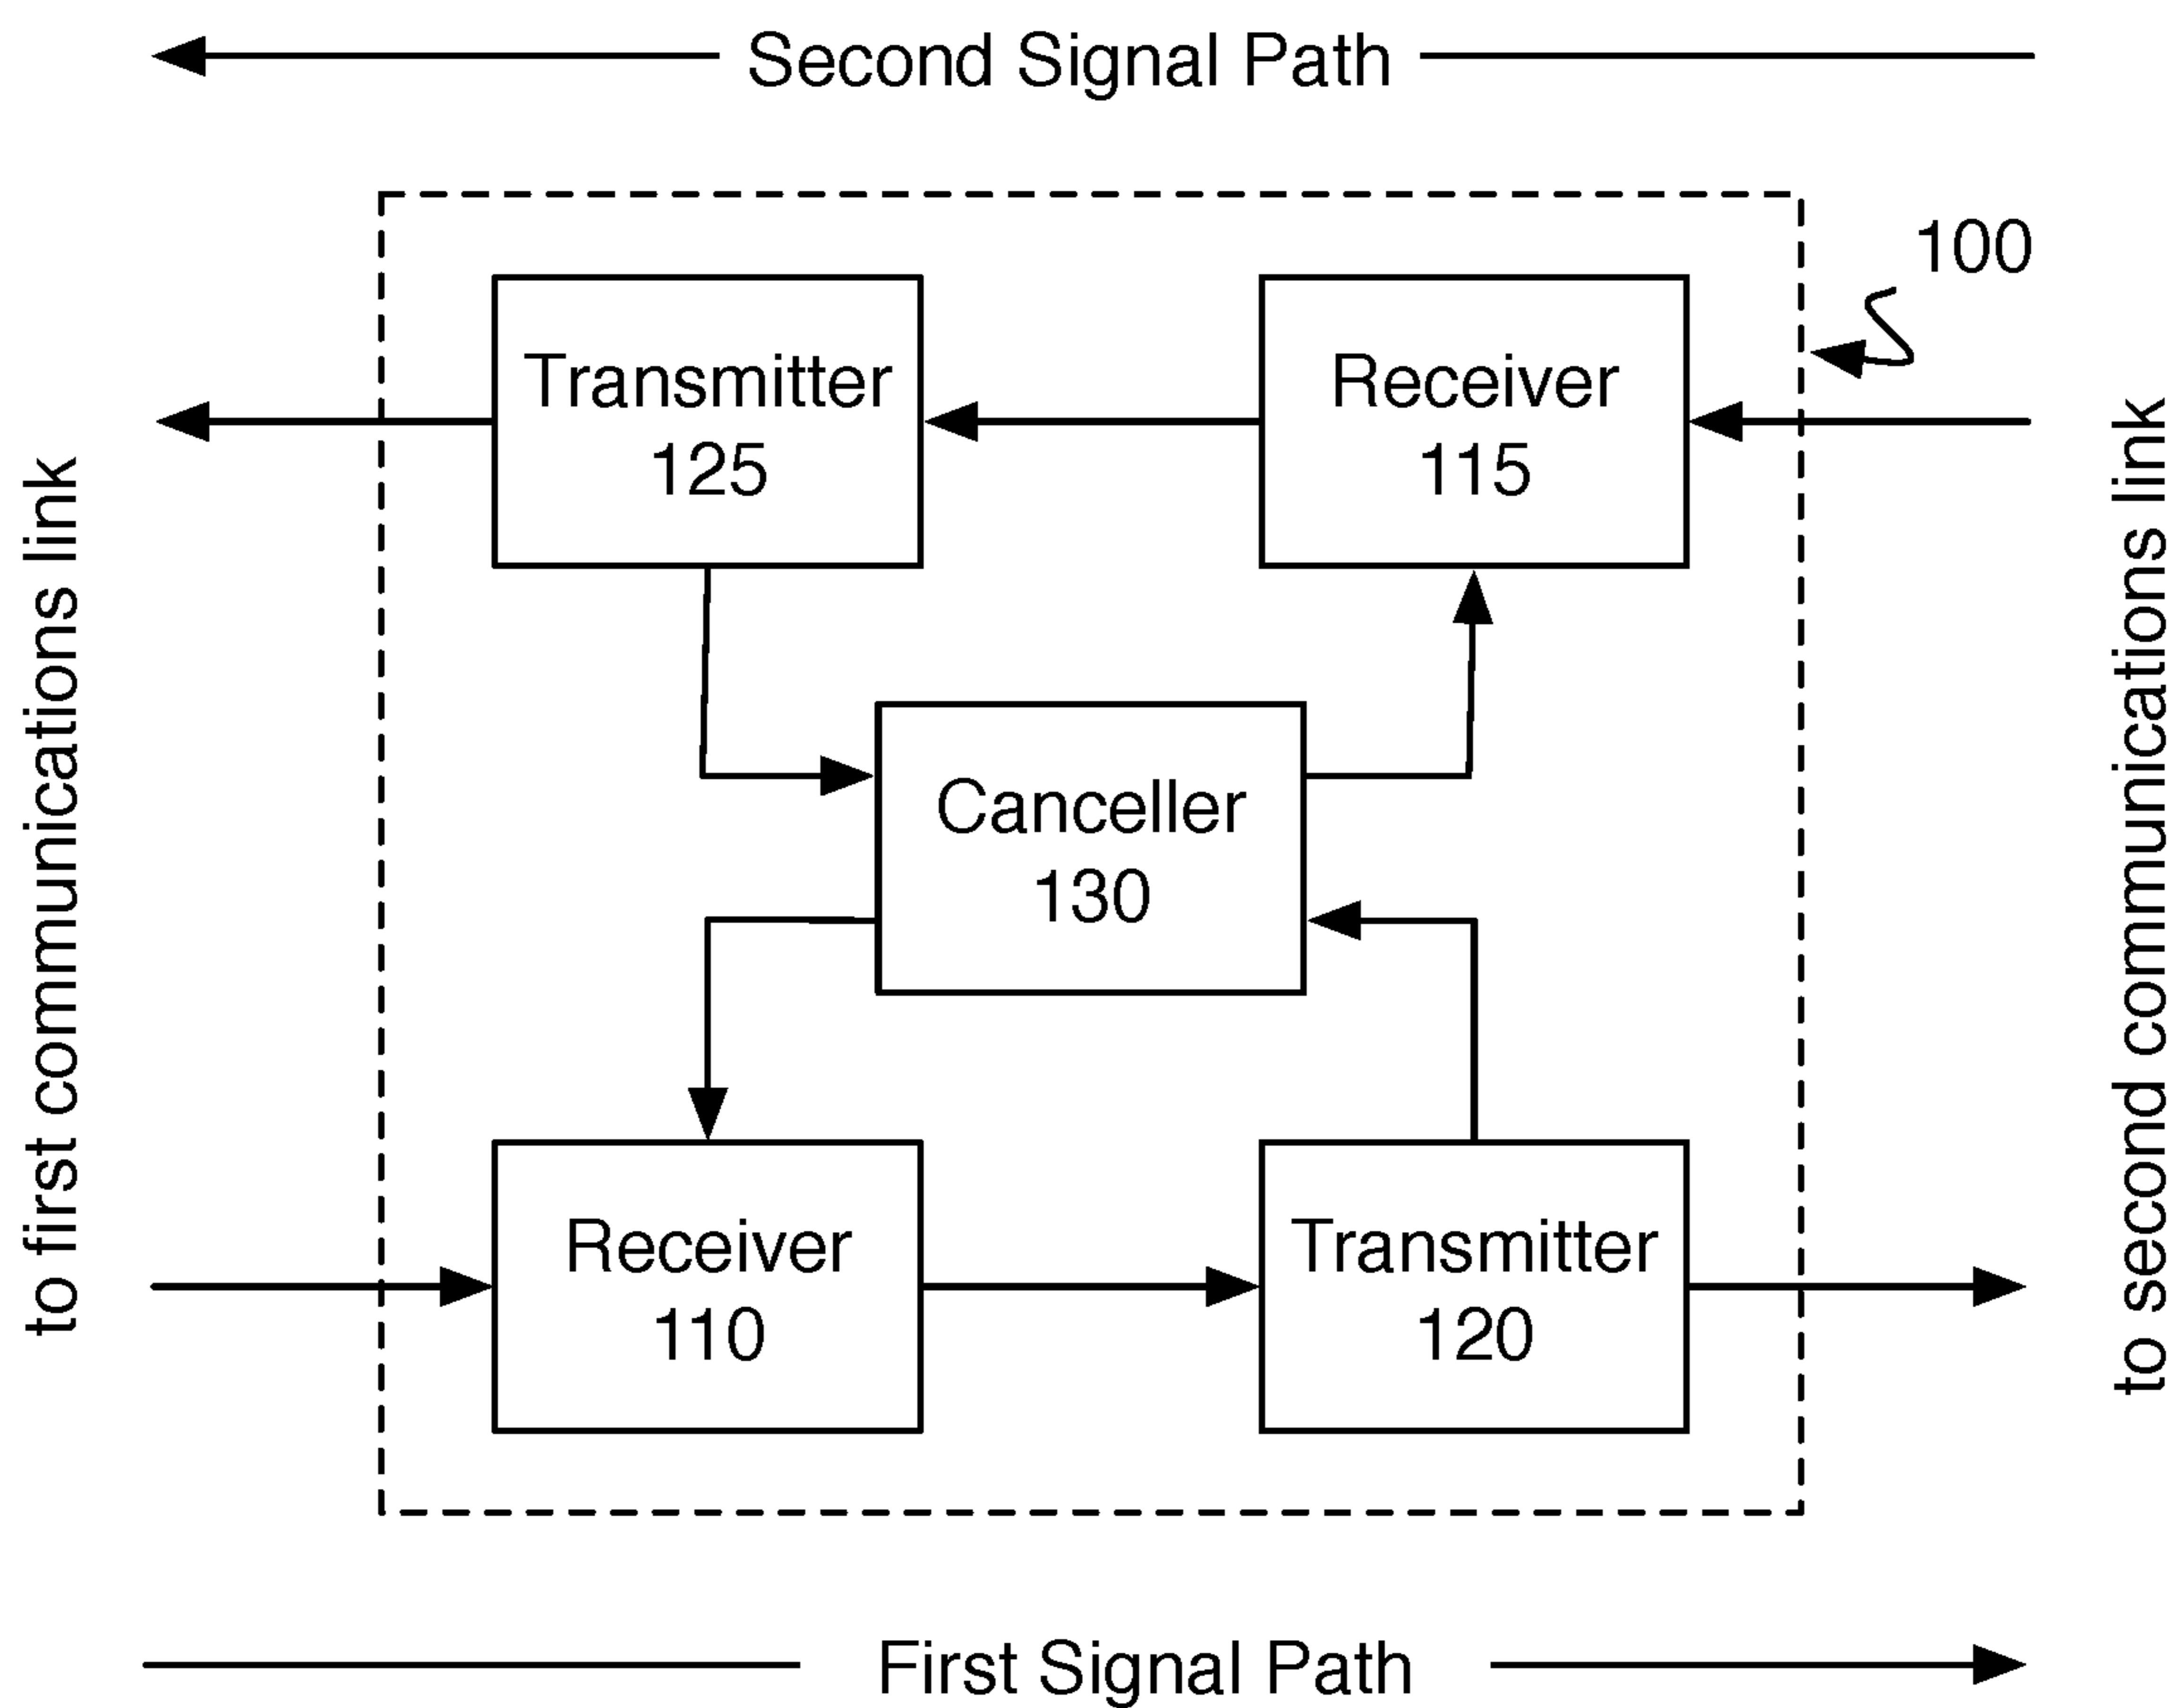 Second Signal Path
100
Transmitter
125
Receiver
115
to first communications link
to second communications link
Canceller
130
Receiver
110
Transmitter
120
First Signal Path